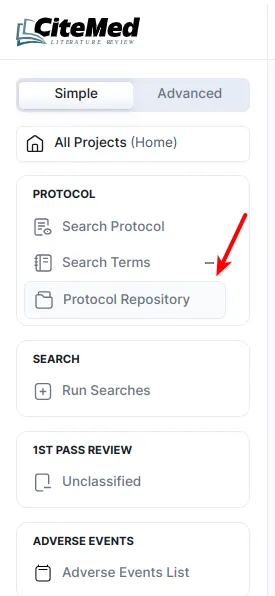 CiteMed
LITERATURE REVIEW
Simple Advanced
All Projects (Home)
PROTOCOL
Search Protocol
Search Terms
Protocol Repository
SEARCH
Run Searches
1ST PASS REVIEW
Unclassified
ADVERSE EVENTS
Adverse Events List